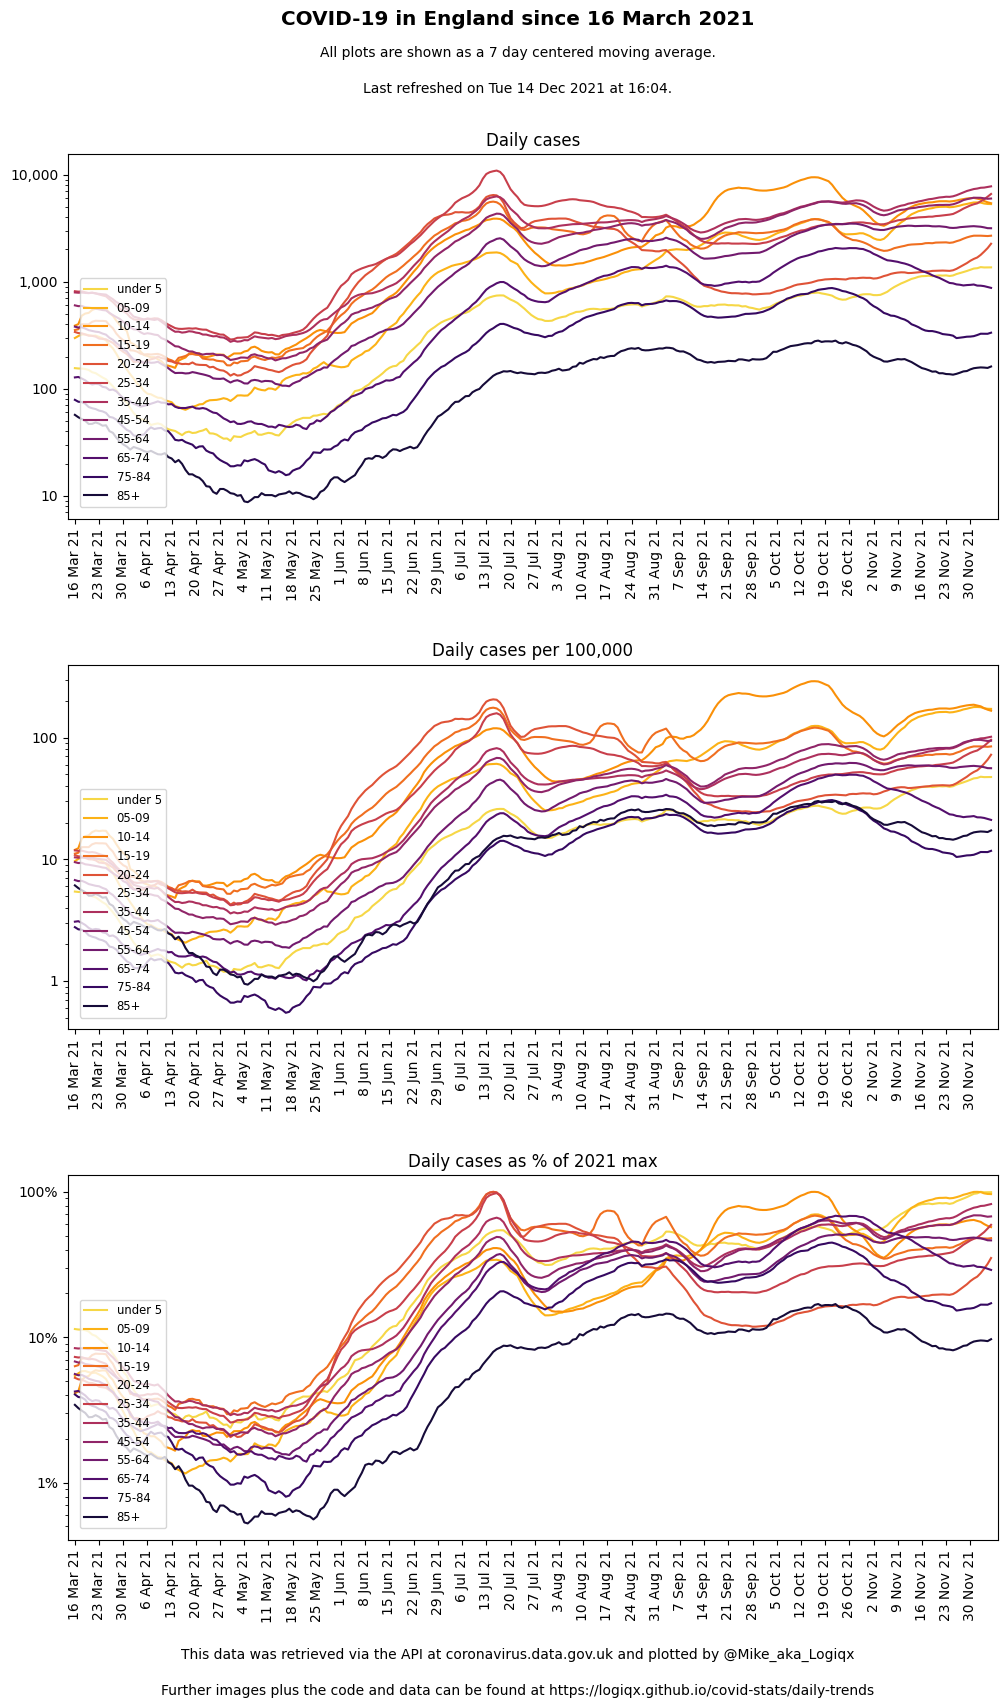 COVID-19 in England since 16 March 2021
All plots are shown as a 7 day centered moving average.
Last refreshed on Tue 14 Dec 2021 at 16:04.
Daily cases
10,000
1,000
100
10
under 5
05-09
10-14
15-19
20-24
25-34
35-44
45-54
55-64
65-74
75-84
85+
16 Mar 21
23 Mar 21
30 Mar 21
6 Apr 21
13 Apr 21
20 Apr 21
27 Apr 21
4 May 21
11 May 21
18 May 21
25 May 21
1 Jun 21
8 Jun 21
15 Jun 21
22 Jun 21
29 Jun 21
6 Jul 21
13 Jul 21
20 Jul 21
27 Jul 21
3 Aug 21
10 Aug 21
17 Aug 21
24 Aug 21
31 Aug 21
7 Sep 21
14 Sep 21
21 Sep 21
28 Sep 21
5 Oct 21
12 Oct 21
19 Oct 21
26 Oct 21
2 Nov 21
9 Nov 21
16 Nov 21
23 Nov 21
30 Nov 21
Daily cases per 100,000
100
10
1
under 5
05-09
10-14
15-19
20-24
25-34
35-44
45-54
55-64
65-74
75-84
85+
16 Mar 21
23 Mar 21
30 Mar 21
6 Apr 21
13 Apr 21
20 Apr 21
27 Apr 21
4 May 21
11 May 21
18 May 21
25 May 21
1 Jun 21
8 Jun 21
15 Jun 21
22 Jun 21
29 Jun 21
6 Jul 21
13 Jul 21
20 Jul 21
27 Jul 21
3 Aug 21
10 Aug 21
17 Aug 21
24 Aug 21
31 Aug 21
7 Sep 21
14 Sep 21
21 Sep 21
28 Sep 21
5 Oct 21
12 Oct 21
19 Oct 21
26 Oct 21
2 Nov 21
9 Nov 21
16 Nov 21
23 Nov 21
30 Nov 21
Daily cases as % of 2021 max
100%
10%
1%
under 5
05-09
10-14
15-19
20-24
25-34
35-44
45-54
55-64
65-74
75-84
85+
16 Mar 21
23 Mar 21
30 Mar 21
6 Apr 21
13 Apr 21
20 Apr 21
27 Apr 21
4 May 21
11 May 21
18 May 21
25 May 21
1 Jun 21
8 Jun 21
15 Jun 21
22 Jun 21
29 Jun 21
6 Jul 21
13 Jul 21
20 Jul 21
27 Jul 21
3 Aug 21
10 Aug 21
17 Aug 21
24 Aug 21
31 Aug 21
7 Sep 21
14 Sep 21
21 Sep 21
28 Sep 21
5 Oct 21
12 Oct 21
19 Oct 21
26 Oct 21
2 Nov 21
9 Nov 21
16 Nov 21
23 Nov 21
30 Nov 21
This data was retrieved via the API at coronavirus.data.gov.uk and plotted by @Mike_aka_Logiqx
Further images plus the code and data can be found at https://logiqx.github.io/covid-stats/daily-trends